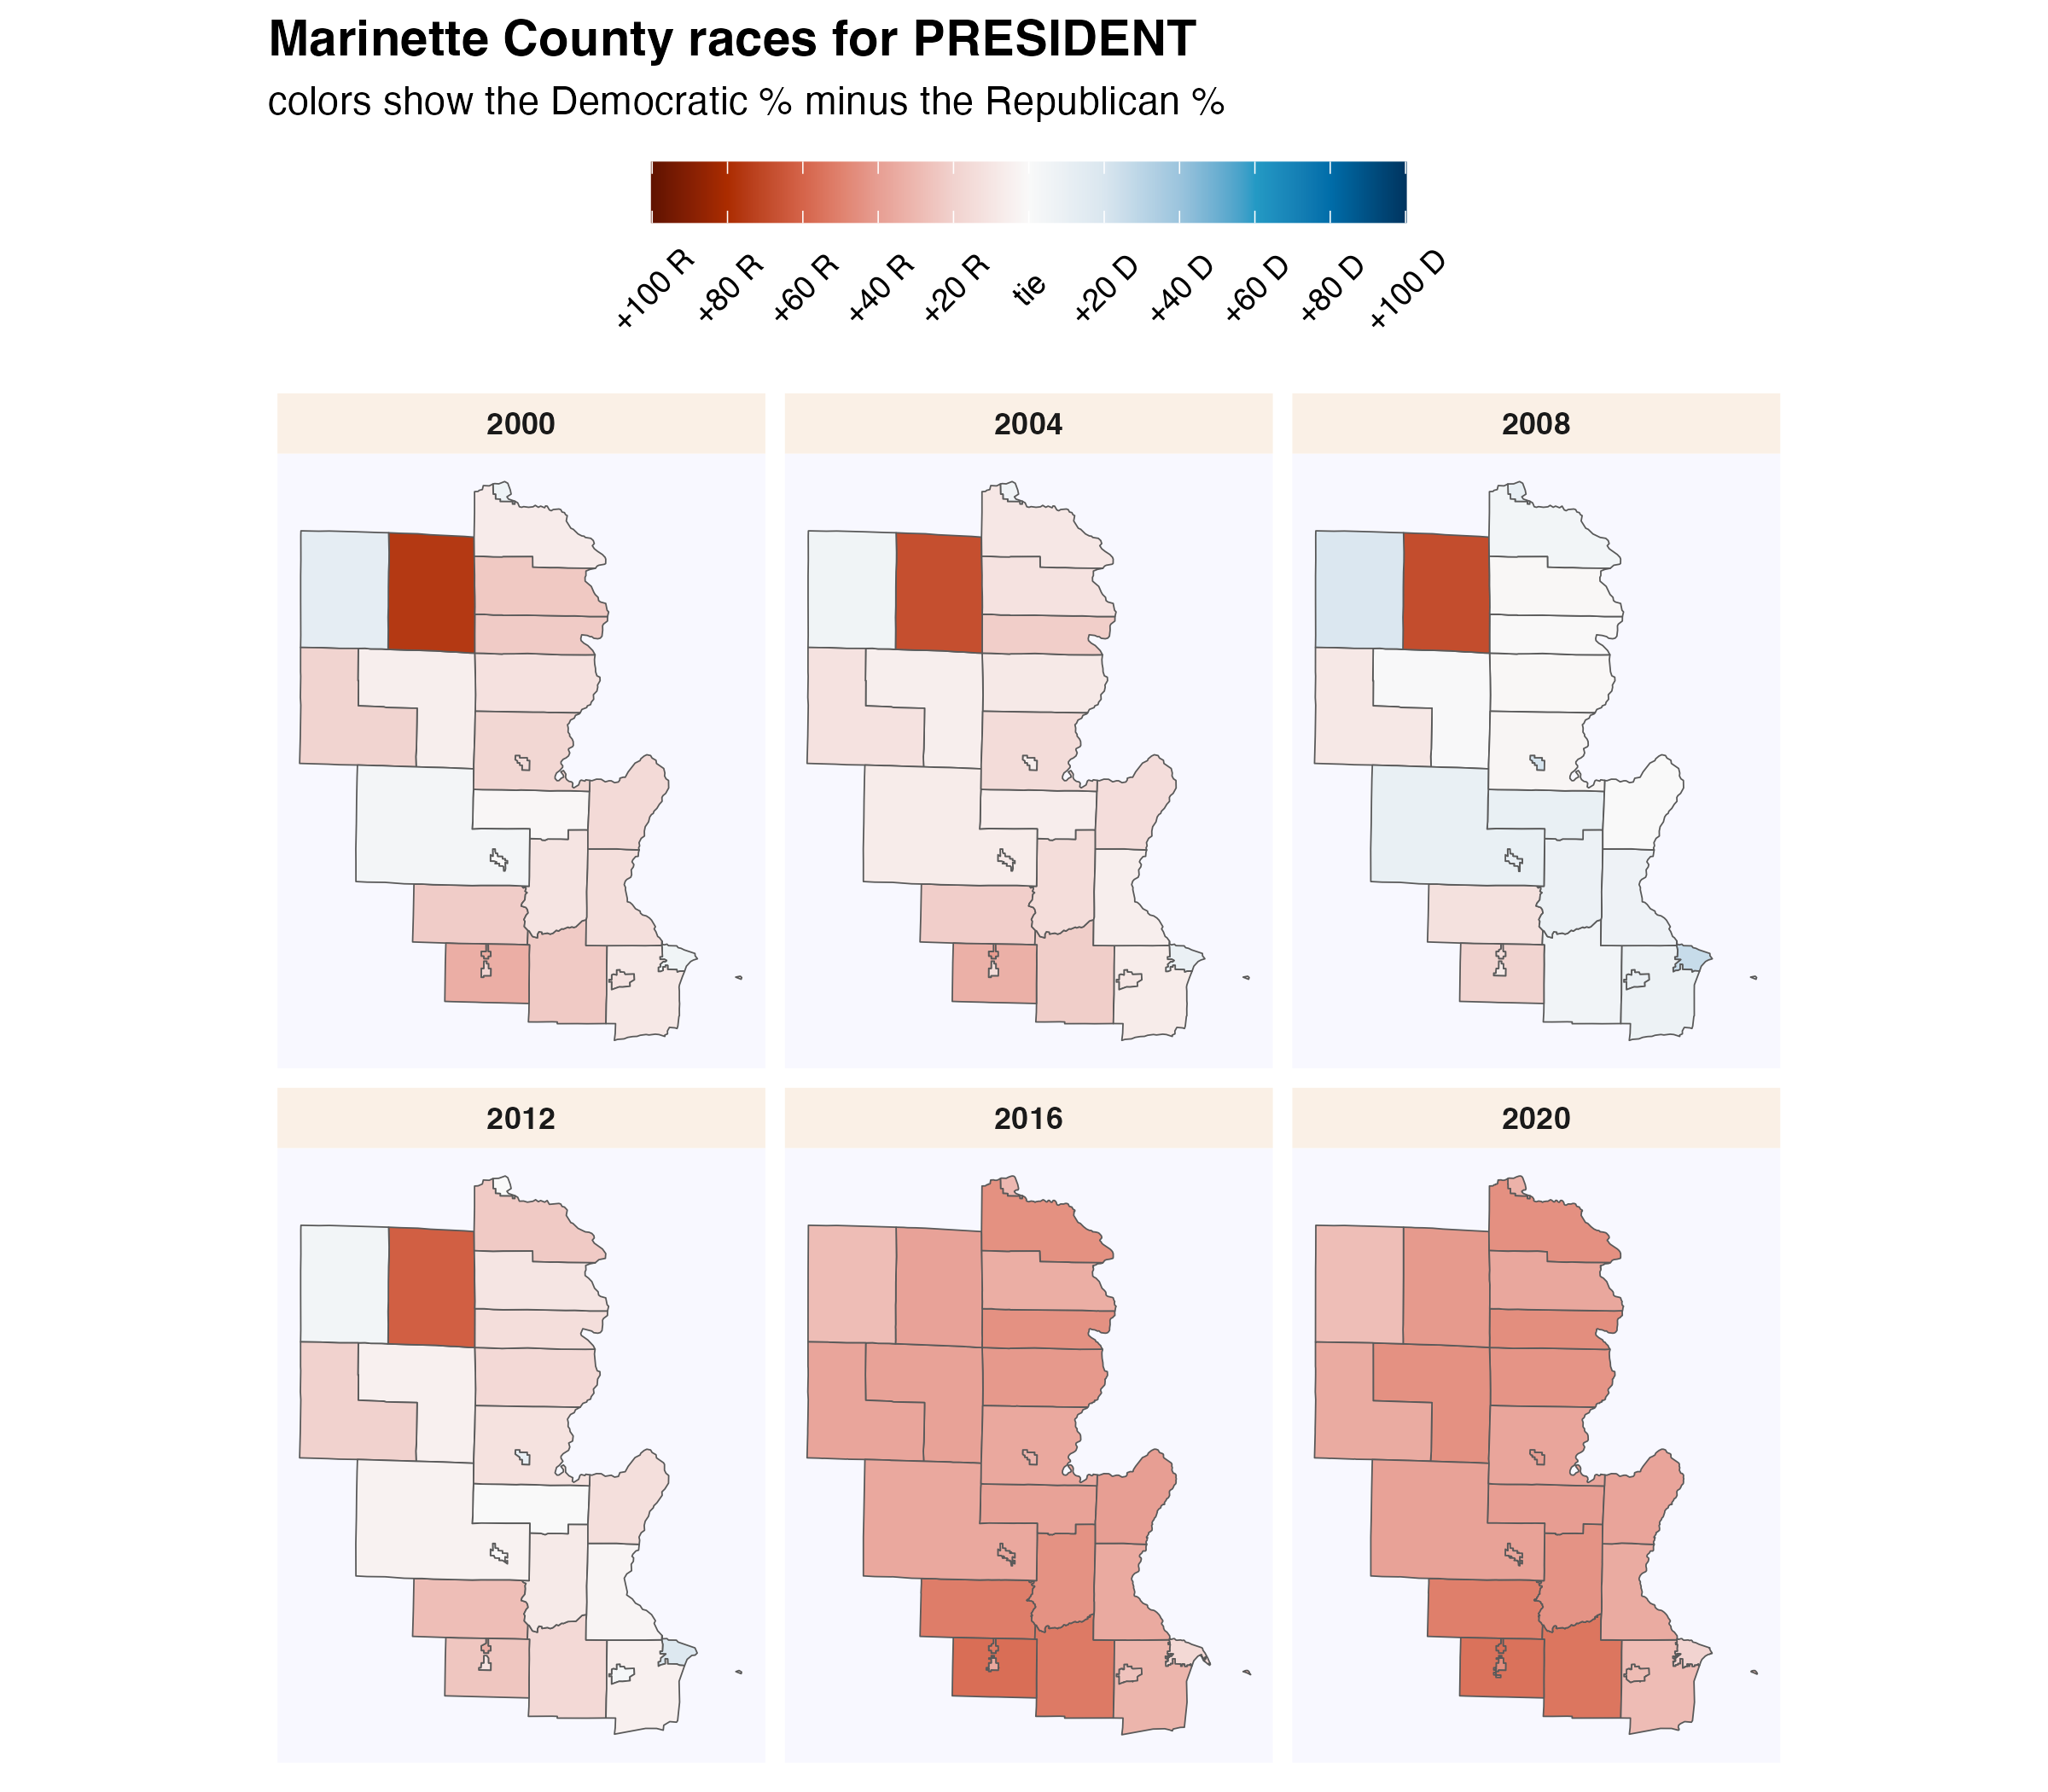 Marinette County races for PRESIDENT
colors show the Democratic % minus the Republican %
+100 R +80 R +60 R +40 R +20 R tie +20 D +40 D +60 D +80 D +100 D
2000 2004 2008
2012 2016 2020